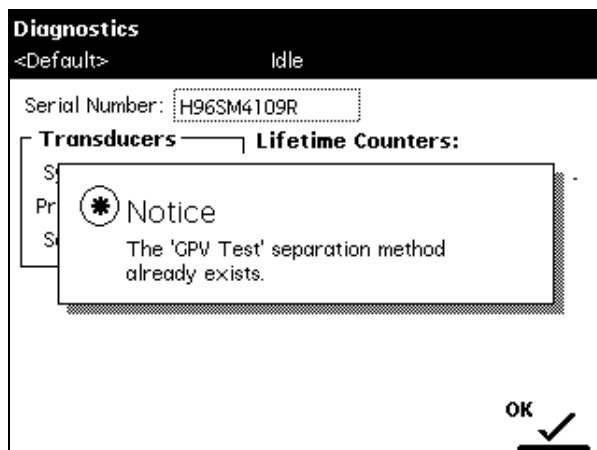 Diagnostics
<Default> Idle
Serial Number: H96SM4109R
Transducers Lifetime Counters:
Notice
The 'GPV Test' separation method
already exists.
OK